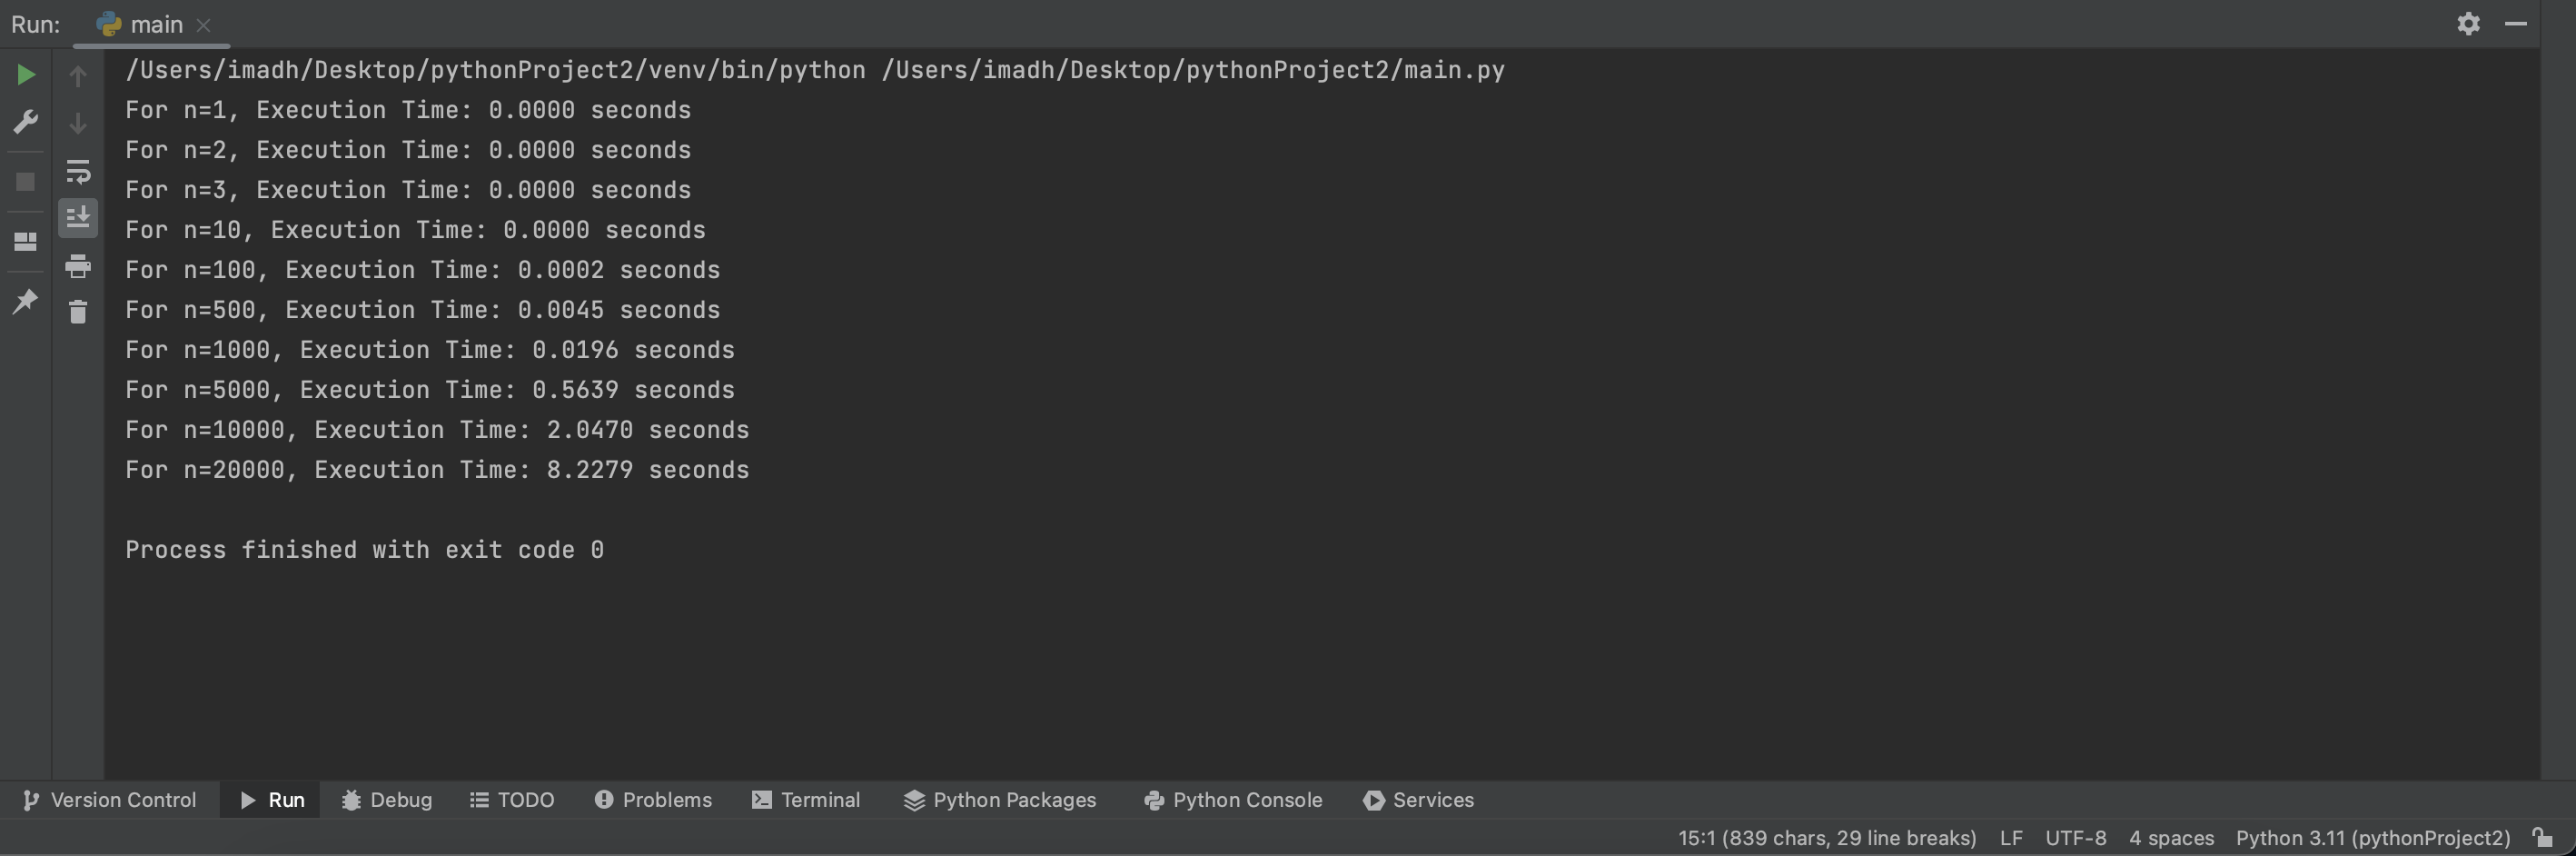 Run: main
/Users/imadh/Desktop/pythonProject2/venv/bin/python /Users/imadh/Desktop/pythonProject2/main.py
For n=1, Execution Time: 0.0000 seconds
For n=2, Execution Time: 0.0000 seconds
For n=3, Execution Time: 0.0000 seconds
For n=10, Execution Time: 0.0000 seconds
For n=100, Execution Time: 0.0002 seconds
For n=500, Execution Time: 0.0045 seconds
For n=1000, Execution Time: 0.0196 seconds
For n=5000, Execution Time: 0.5639 seconds
For n=10000, Execution Time: 2.0470 seconds
For n=20000, Execution Time: 8.2279 seconds
Process finished with exit code 0
Version Control Run Debug TODO Problems Terminal Python Packages Python Console Services
15:1 (839 chars, 29 line breaks) LF UTF-8 4 spaces Python 3.11 (pythonProject2)